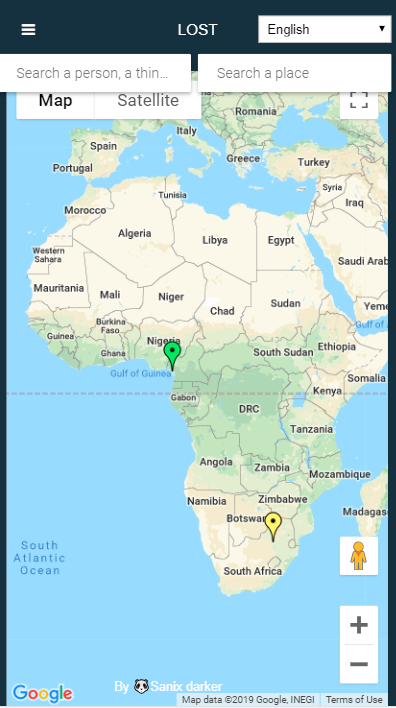 LOST
English
Search a person, a thin...
Search a place
Map
Satellite
Romania
Italy
Spain
Greece
Turkey
Portugal
Tunisia
Syria
Iraq
Morocco
Algeria
Libya
Egypt
Western
Sahara
Saudi Arab
Mauritania
Mali
Niger
Chad
Sudan
Yeme
Burkina
Faso
Gulf of A
Guinea
Ghana
Nigeria
South Sudan
Ethiopia
Gulf of Guinea
Somalia
Gabon
Kenya
DRC
Tanzania
Angola
Zambia
Mozambique
Namibia
Zimbabwe
Madagas
Botswan
South
Atlantic
Ocean
South Africa
Google
By Sanix darker
Map data ©2019 Google, INEGI
Terms of Use